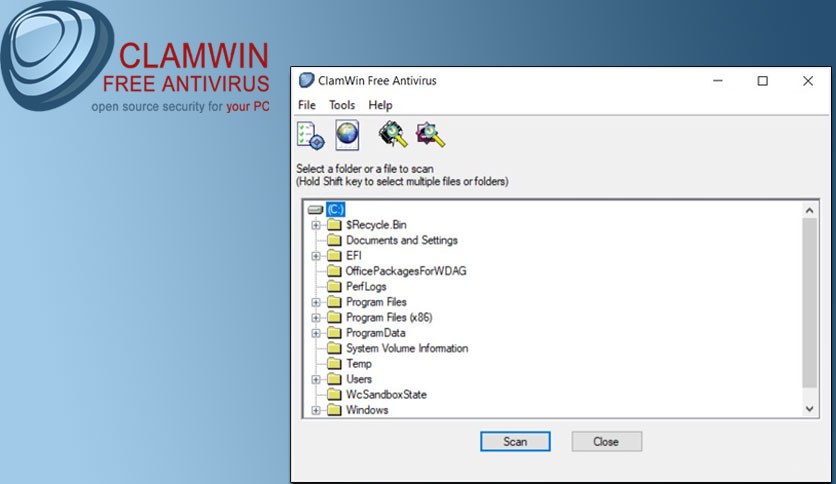 CLAMWIN
FREE ANTIVIRUS
open source security for your PC
ClamWin Free Antivirus
File Tools Help
Select a folder or a file to scan
(Hold Shift key to select multiple files or folders)
(C:)
$Recycle.Bin
Documents and Settings
EFI
OfficePackagesForWDAG
PerfLogs
Program Files
Program Files (x86)
ProgramData
System Volume Information
Temp
Users
WcSandboxState
Windows
Scan Close